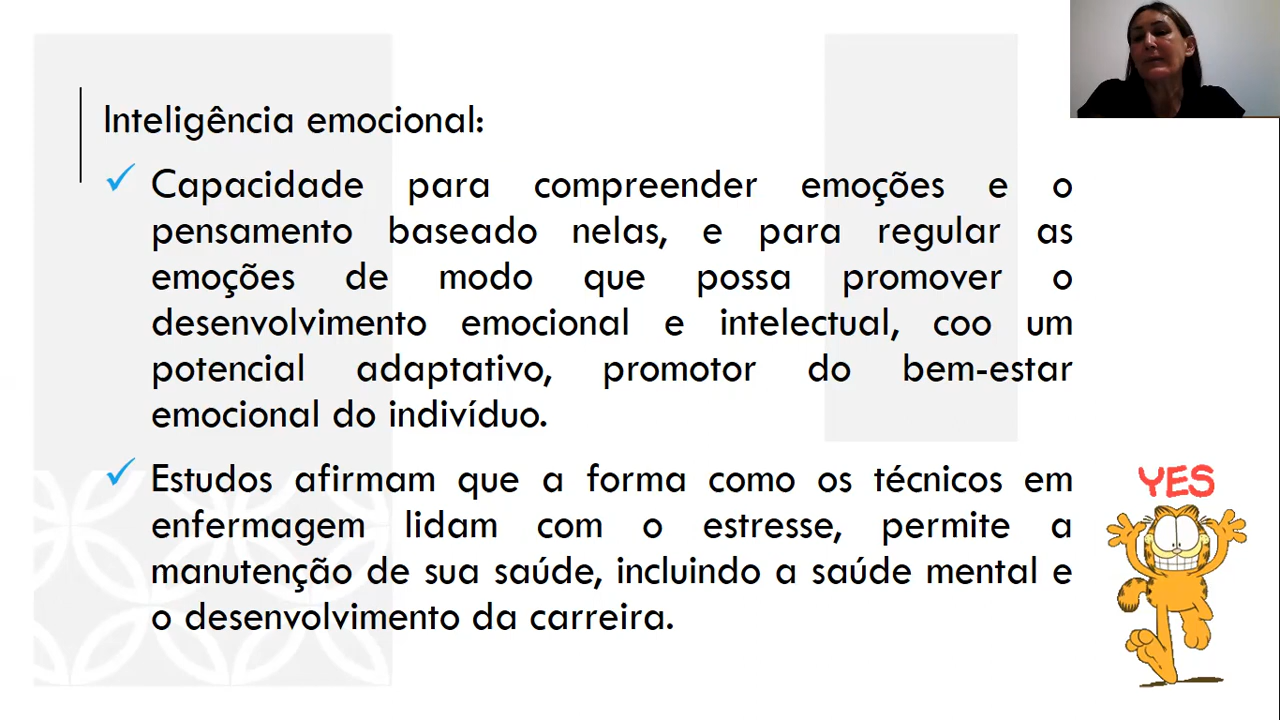 Inteligência emocional:
Capacidade para compreender emoções e o
pensamento baseado nelas, e para regular as
emoções de modo que possa promover o
desenvolvimento emocional e intelectual, coo um
potencial adaptativo, promotor do bem-estar
emocional do indivíduo.
Estudos afirmam que a forma como os técnicos em
enfermagem lidam com o estresse, permite a
manutenção de sua saúde, incluindo a saúde mental e
o desenvolvimento da carreira.
YES